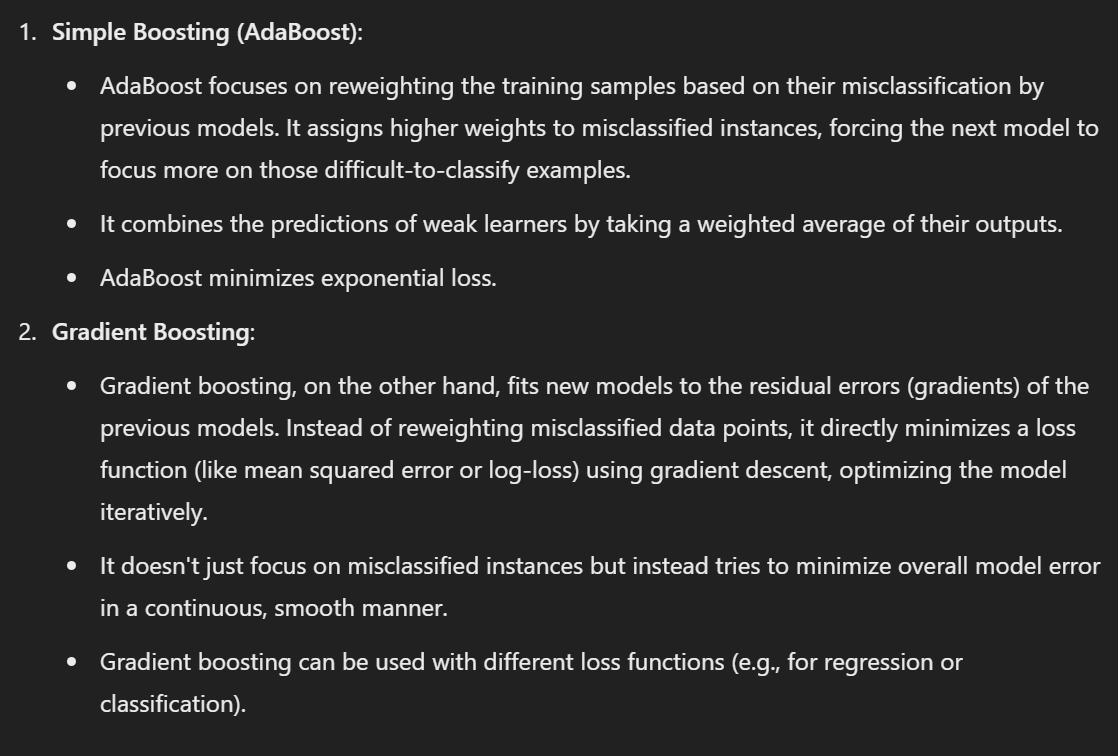 1. Simple Boosting (AdaBoost):
• AdaBoost focuses on reweighting the training samples based on their misclassification by
previous models. It assigns higher weights to misclassified instances, forcing the next model to
focus more on those difficult-to-classify examples.
• It combines the predictions of weak learners by taking a weighted average of their outputs.
• AdaBoost minimizes exponential loss.
2. Gradient Boosting:
• Gradient boosting, on the other hand, fits new models to the residual errors (gradients) of the
previous models. Instead of reweighting misclassified data points, it directly minimizes a loss
function (like mean squared error or log-loss) using gradient descent, optimizing the model
iteratively.
• It doesn't just focus on misclassified instances but instead tries to minimize overall model error
in a continuous, smooth manner.
• Gradient boosting can be used with different loss functions (e.g., for regression or
classification).